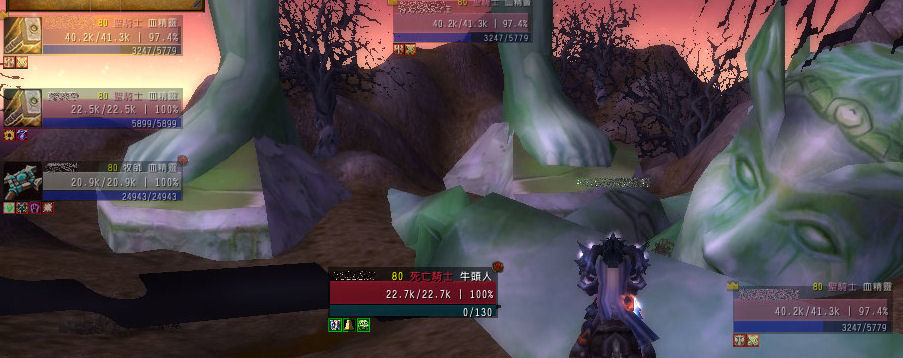 80 聖騎士 血精靈
40.2k/41.3k | 97.4%
3247/5779
80 聖騎士 血精靈
22.5k/22.5k | 100%
5899/5899
80 牧師 血精靈
20.9k/20.9k | 100%
24943/24943
80 聖騎士 血精靈
40.2k/41.3k | 97.4%
3247/5779
80 死亡騎士 牛頭人
22.7k/22.7k | 100%
0/130
80 聖騎士 血精靈
40.2k/41.3k | 97.4%
3247/5779